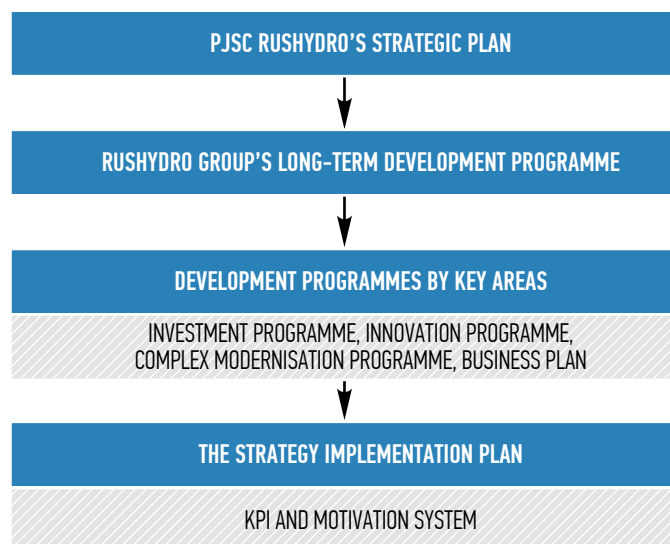 PJSC RUSHYDRO'S STRATEGIC PLAN
RUSHYDRO GROUP'S LONG-TERM DEVELOPMENT PROGRAMME
DEVELOPMENT PROGRAMMES BY KEY AREAS
INVESTMENT PROGRAMME, INNOVATION PROGRAMME,
COMPLEX MODERNISATION PROGRAMME, BUSINESS PLAN
THE STRATEGY IMPLEMENTATION PLAN
KPI AND MOTIVATION SYSTEM